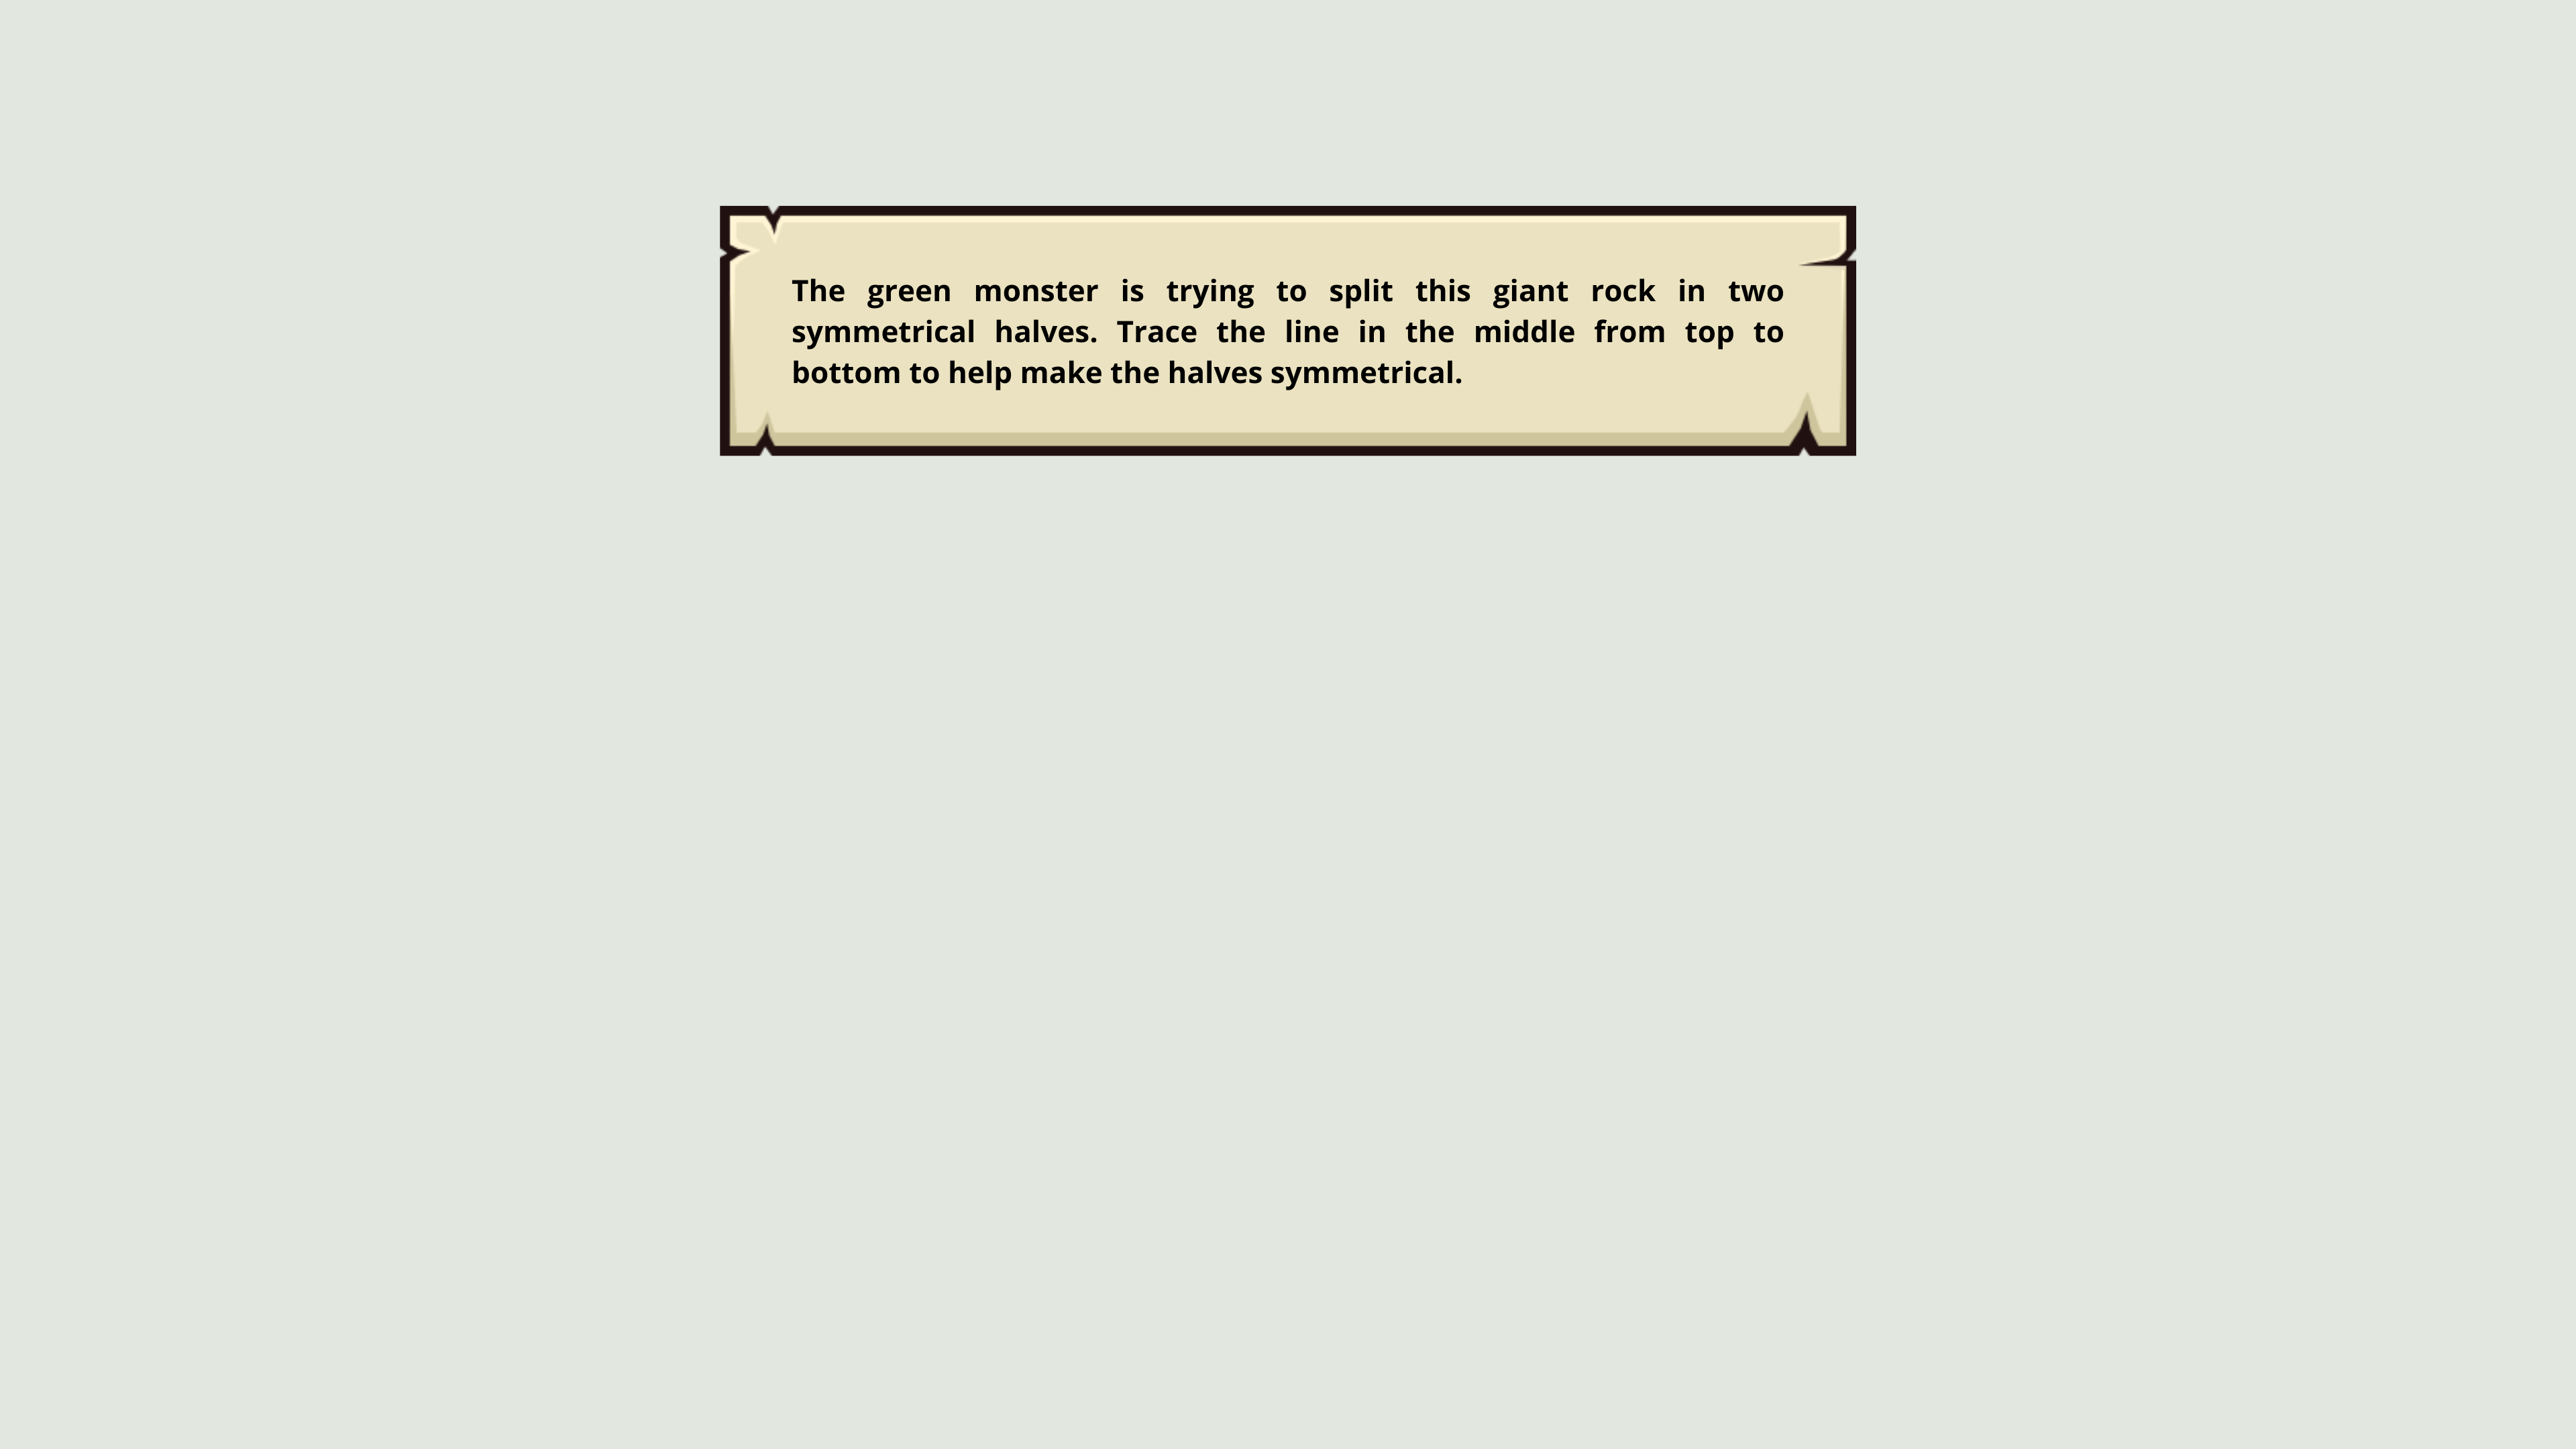 The green monster is trying to split this giant rock in two
symmetrical halves. Trace the line in the middle from top to
bottom to help make the halves symmetrical.